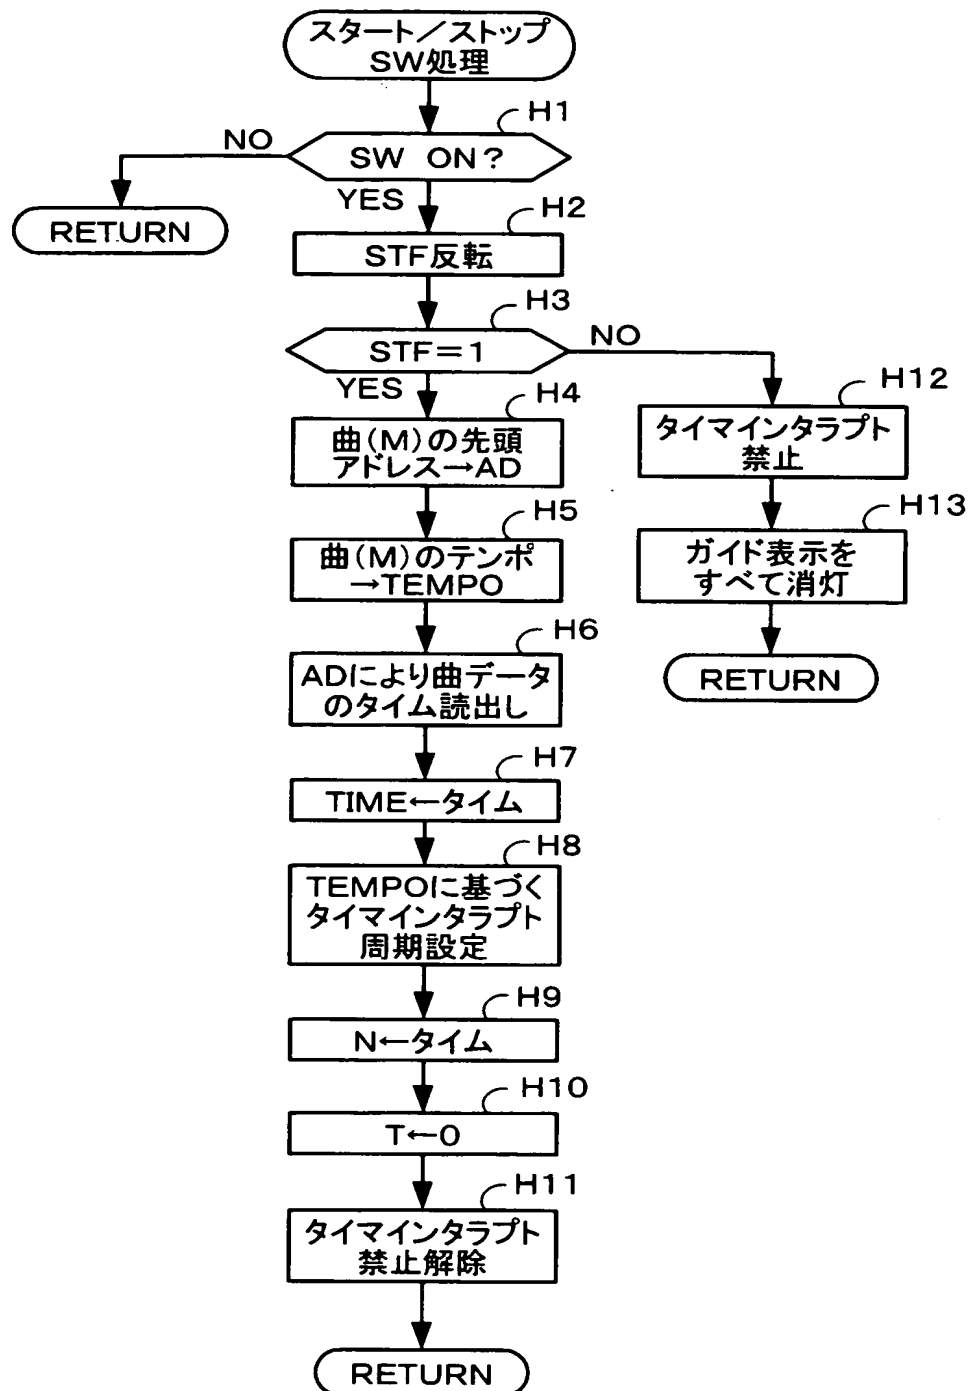 スタート／ストップ
SW処理
H1
NO
SW ON?
YES
RETURN
H2
STF反転
H3
STF=1
NO
YES
H4
曲(M)の先頭
アドレス→AD
H12
タイマインタラプト
禁止
H5
曲(M)のテンポ
→TEMPO
H13
ガイド表示を
すべて消灯
H6
ADにより曲データ
のタイム読出し
RETURN
H7
TIME←タイム
H8
TEMPOに基づく
タイマインタラプト
周期設定
H9
N←タイム
H10
T←0
H11
タイマインタラプト
禁止解除
RETURN